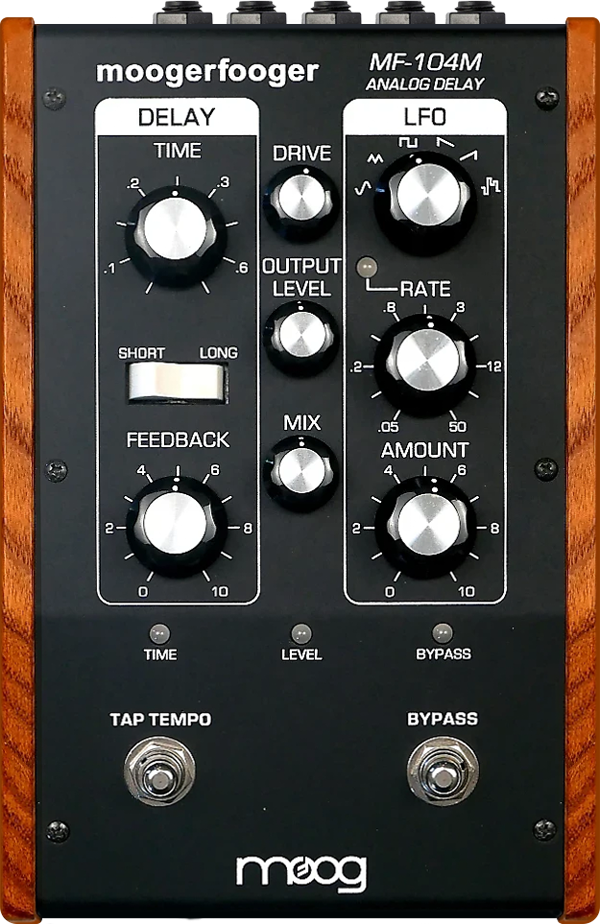 moogerfooger
MF-104M
ANALOG DELAY
DELAY
TIME
.2
.3
.1
.6
SHORT
LONG
FEEDBACK
4
6
2
8
0
10
DRIVE
OUTPUT
LEVEL
MIX
LFO
RATE
.8
3
.2
12
.05
50
AMOUNT
4
6
2
8
0
10
TIME
LEVEL
BYPASS
TAP TEMPO
BYPASS
moog